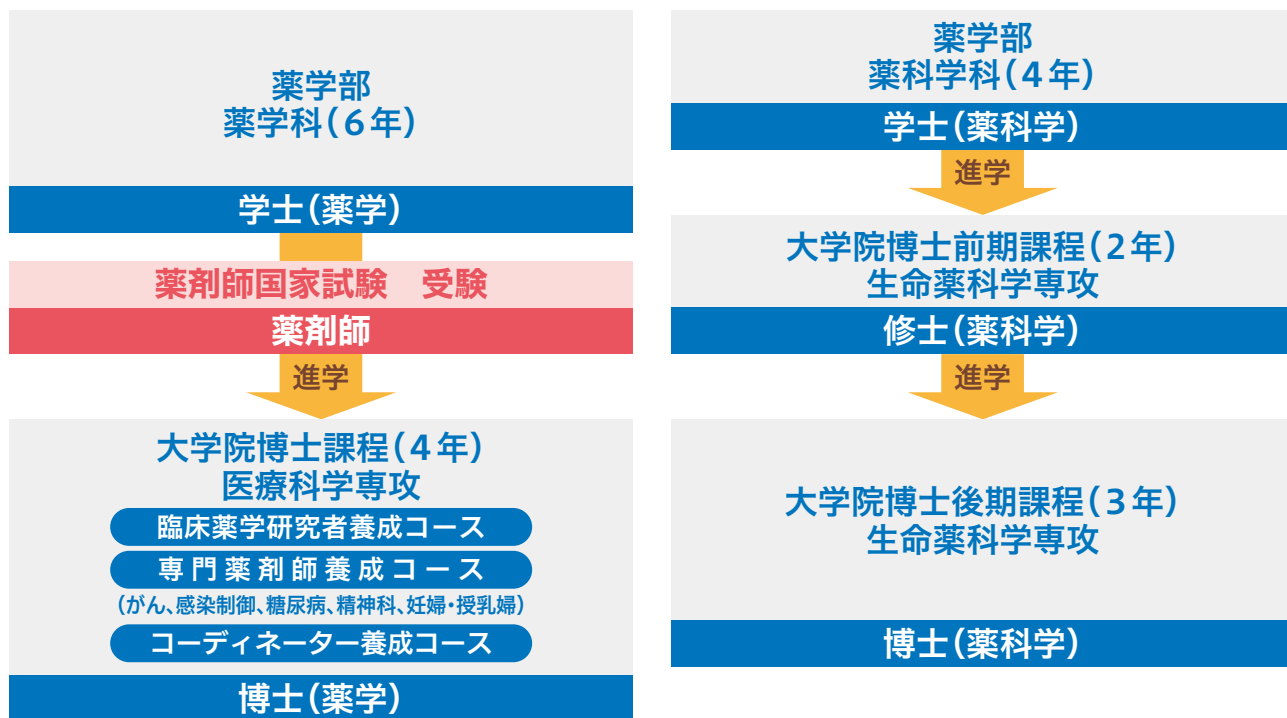 薬学部
薬学科(6年)
学士(薬学)
薬剤師国家試験　受験
薬剤師
進学
大学院博士課程(4年)
医療科学専攻
臨床薬学研究者養成コース
専門薬剤師養成コース
(がん、感染制御、糖尿病、精神科、妊婦・授乳婦)
コーディネーター養成コース
博士(薬学)
薬学部
薬科学科(4年)
学士(薬科学)
進学
大学院博士前期課程(2年)
生命薬科学専攻
修士(薬科学)
進学
大学院博士後期課程(3年)
生命薬科学専攻
博士(薬科学)